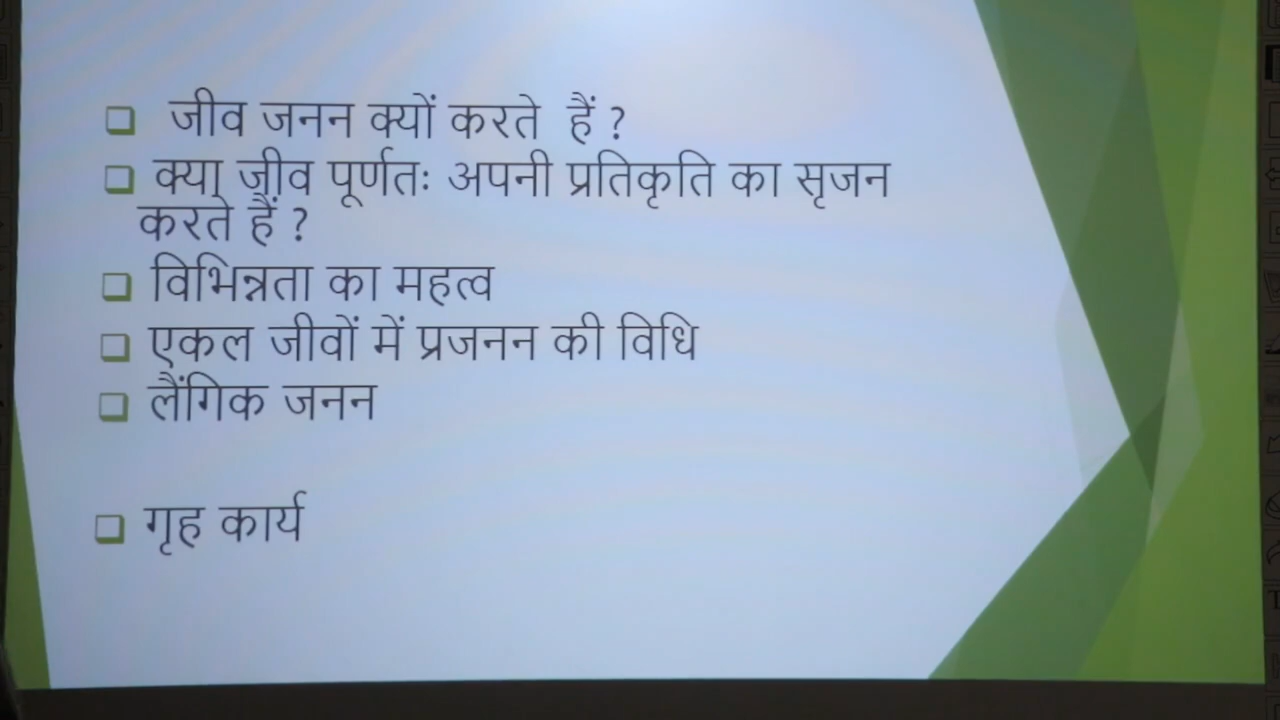 जीव जनन क्यों करते हैं ?
क्या जीव पूर्णतः अपनी प्रतिकृति का सृजन
करते हैं ?
विभिन्नता का महत्व
एकल जीवों में प्रजनन की विधि
लैंगिक जनन
गृह कार्य